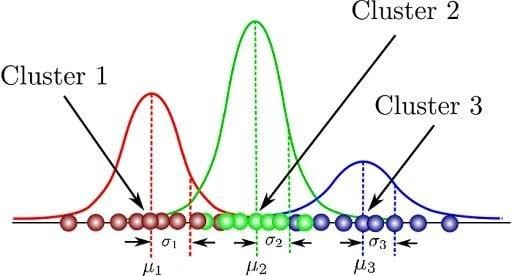 Cluster 2
Cluster 1
Cluster 3
σ₁ σ₂ σ₃
μ₁ μ₂ μ₃